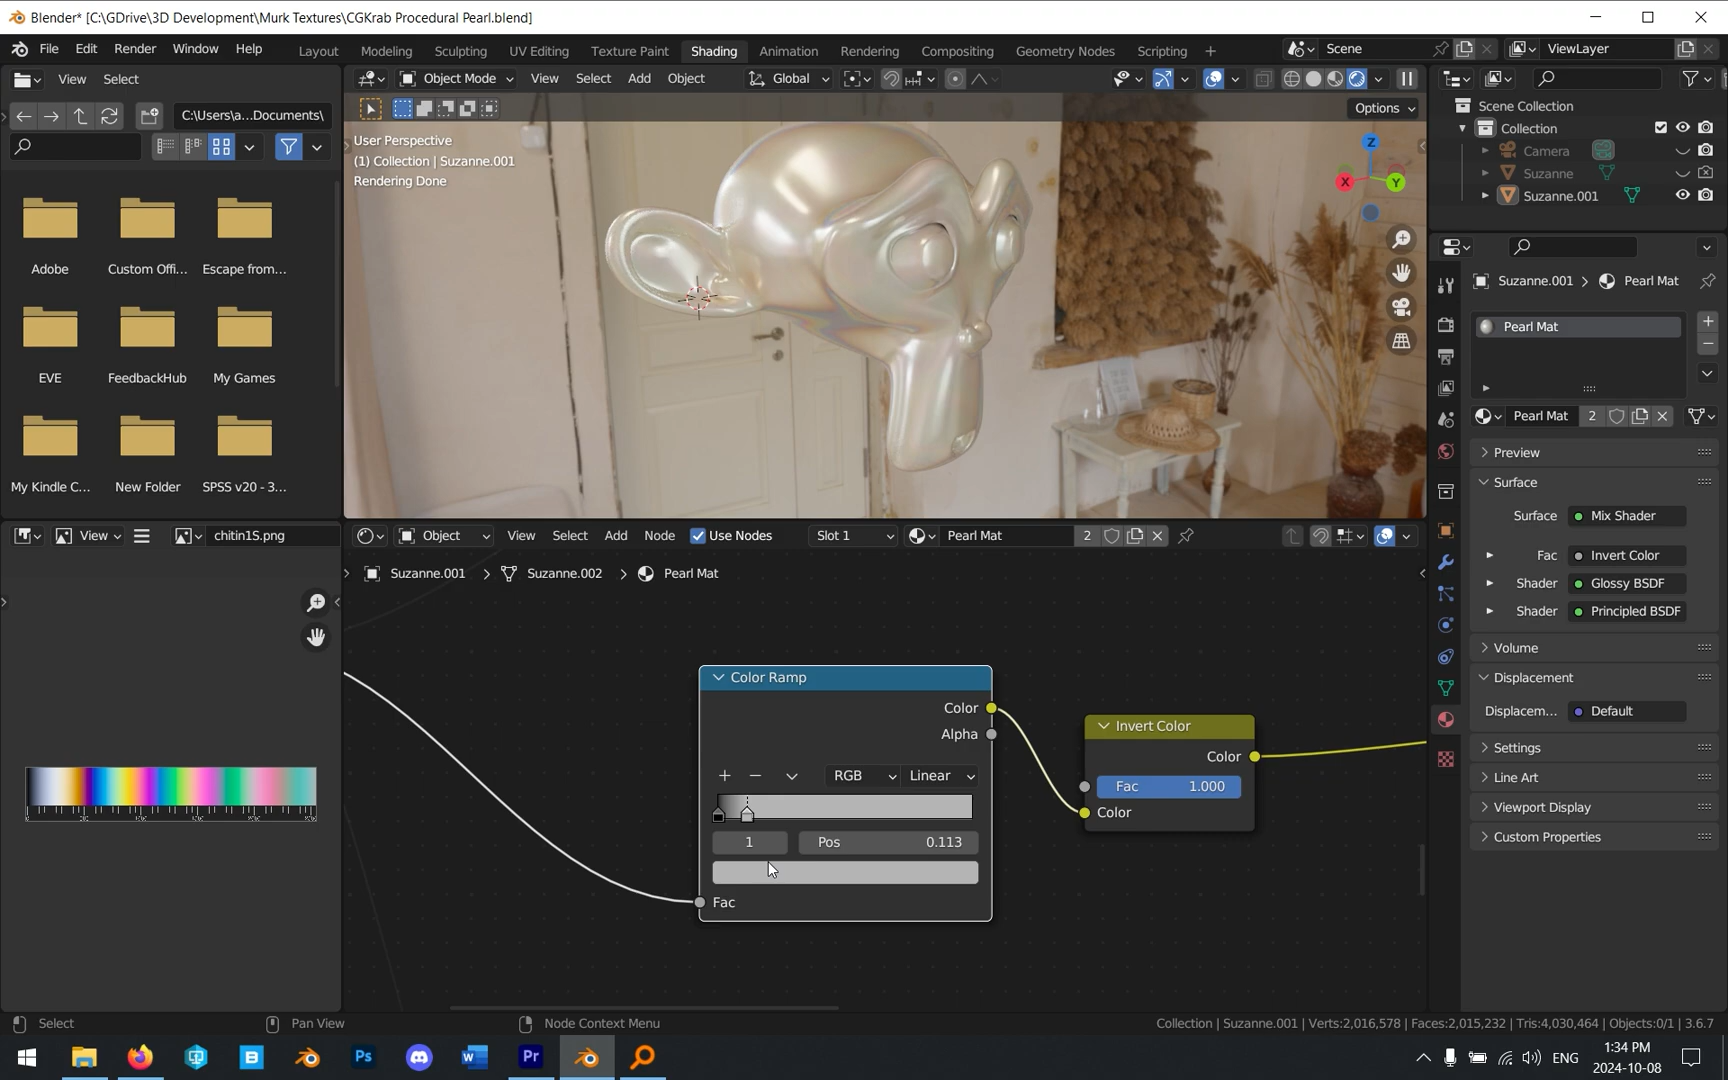 Blender* [C:\GDrive\3D Development\Murk Textures\CGKrab Procedural Pearl.blend]
File Edit Render Window Help Layout Modeling Sculpting UV Editing Texture Paint Shading Animation Rendering Compositing Geometry Nodes Scripting + Scene ViewLayer
View Select
Object Mode View Select Add Object Global
C:\Users\a...Documents\
Options
User Perspective
(1) Collection | Suzanne.001
Rendering Done
Z
X
Y
Adobe Custom Offi... Escape from...
EVE FeedbackHub My Games
My Kindle C... New Folder SPSS v20 - 3...
Scene Collection
Collection
Camera
Suzanne
Suzanne.001
Suzanne.001 Pearl Mat
Pearl Mat
Pearl Mat 2
Preview
Surface
Surface Mix Shader
Fac Invert Color
Shader Glossy BSDF
Shader Principled BSDF
Volume
Displacement
Displacem... Default
Settings
Line Art
Viewport Display
Custom Properties
View chitin1S.png
Object View Select Add Node Use Nodes Slot 1 Pearl Mat 2
Suzanne.001 Suzanne.002 Pearl Mat
Color Ramp
Color
Alpha
RGB Linear
1 Pos 0.113
Fac
Invert Color
Color
Fac 1.000
Color
Select Pan View Node Context Menu Collection | Suzanne.001 | Verts:2,016,578 | Faces:2,015,232 | Tris:4,030,464 | Objects:0/1 | 3.6.7
B Ps W Pr ENG
1:34 PM
2024-10-08